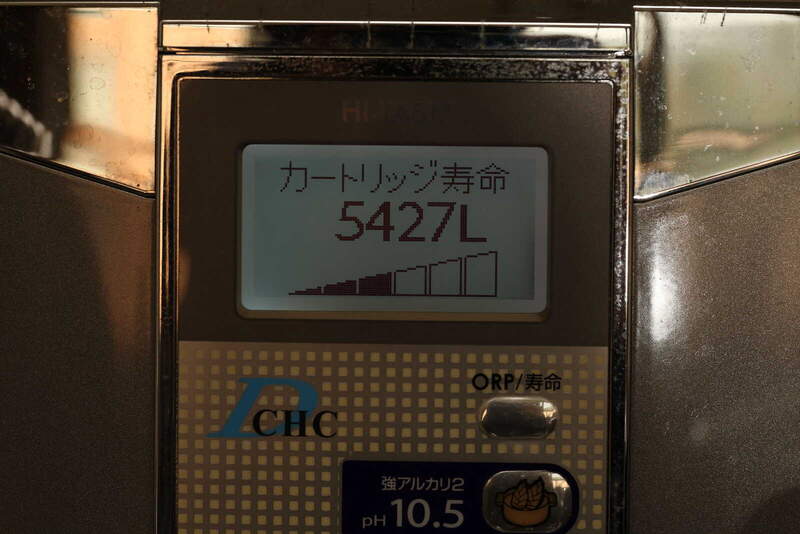 カートリッジ寿命
5427L
ORP/寿命
D CHC
強アルカリ2
pH 10.5